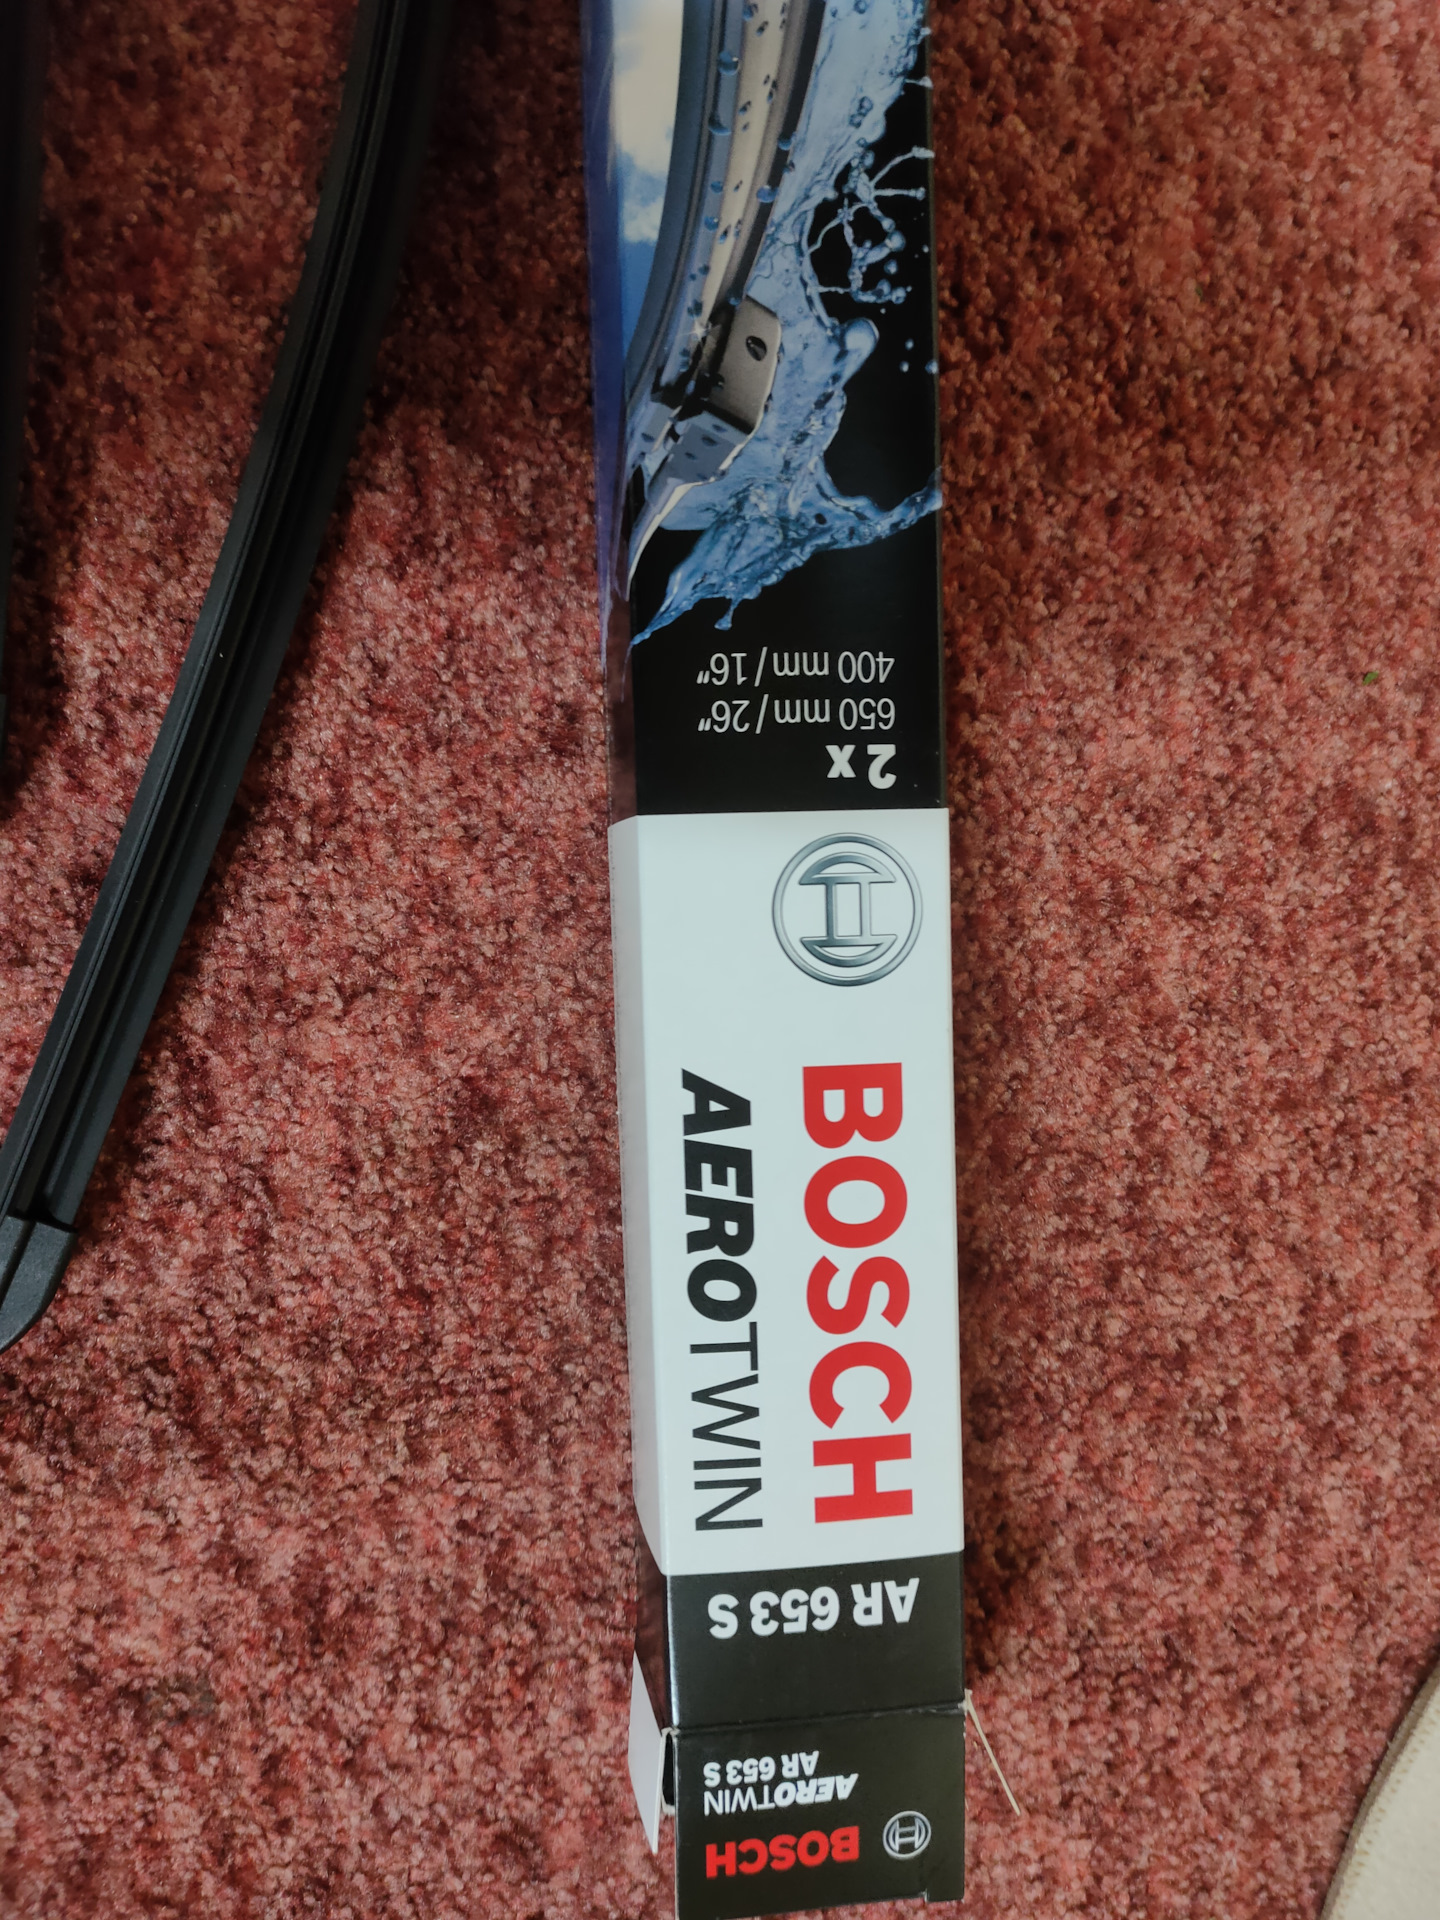 2 x
650 mm/26"
400 mm/16"
BOSCH
AEROTWIN
AR 653 S
BOSCH
AEROTWIN
AR 653 S